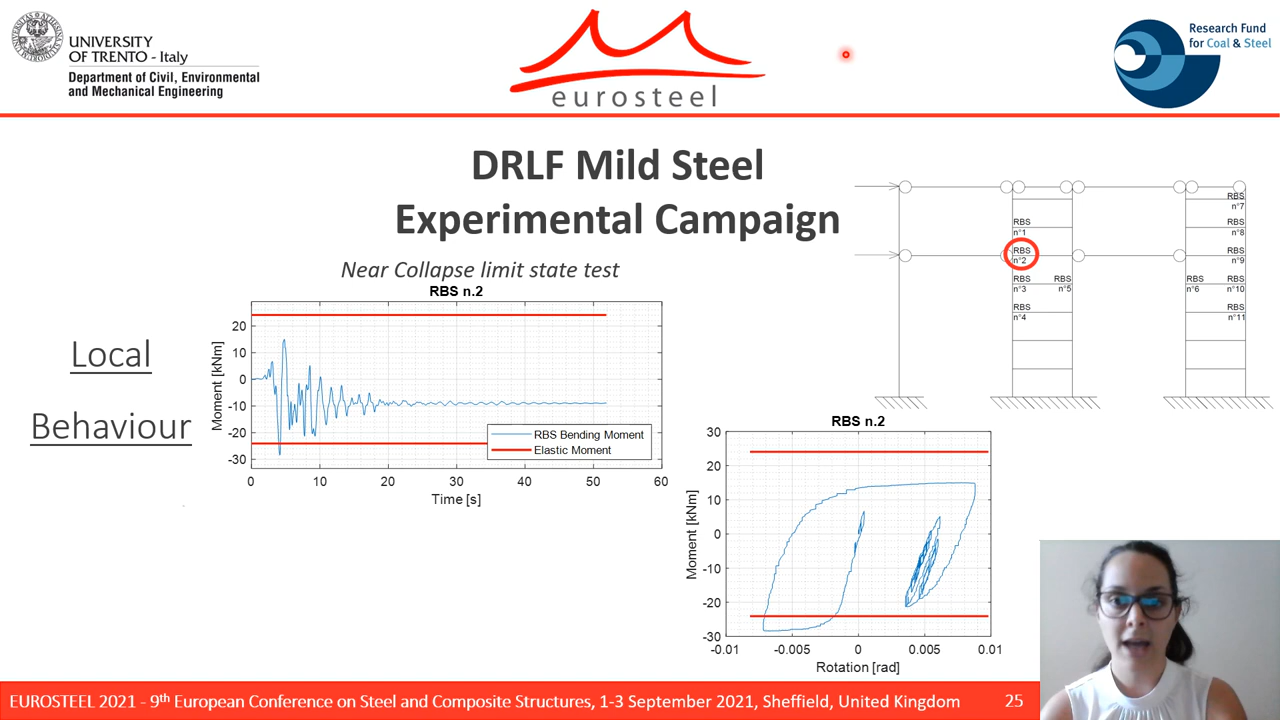 UNIVERSITY
OF TRENTO - Italy
Department of Civil, Environmental
and Mechanical Engineering
eurosteel
Research Fund
for Coal & Steel
DRLF Mild Steel
Experimental Campaign
Near Collapse limit state test
RBS n.2
Moment [kNm]
20
10
0
-10
-20
-30
0
10
20
30
40
50
60
Time [s]
RBS Bending Moment
Elastic Moment
Local
Behaviour
RBS
n°1
RBS
n°2
RBS
n°3
RBS
n°4
RBS
n°5
RBS
n°6
RBS
n°7
RBS
n°8
RBS
n°9
RBS
n°10
RBS
n°11
RBS n.2
Moment [kNm]
30
20
10
0
-10
-20
-30
-0.01
-0.005
0
0.005
0.01
Rotation [rad]
EUROSTEEL 2021 - 9th European Conference on Steel and Composite Structures, 1-3 September 2021, Sheffield, United Kingdom
25